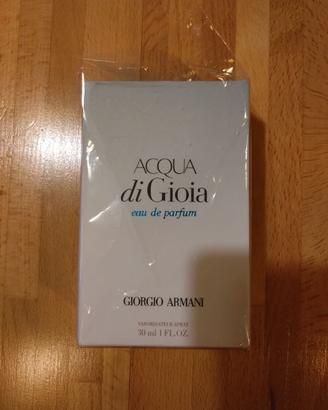 ACQUA
di Gioia
eau de parfum
GIORGIO ARMANI
VAPORISATEUR SPRAY
30 ml 1 FL.OZ.